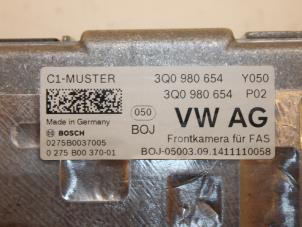 C1-MUSTER 3Q0 980 654 Y050
3Q0 980 654 P02
Made in Germany 050 VW AG
BOSCH BOJ
0275B0037005 Frontkamera für FAS
0 275 B00 370-01 BOJ-05003.09.1411110058